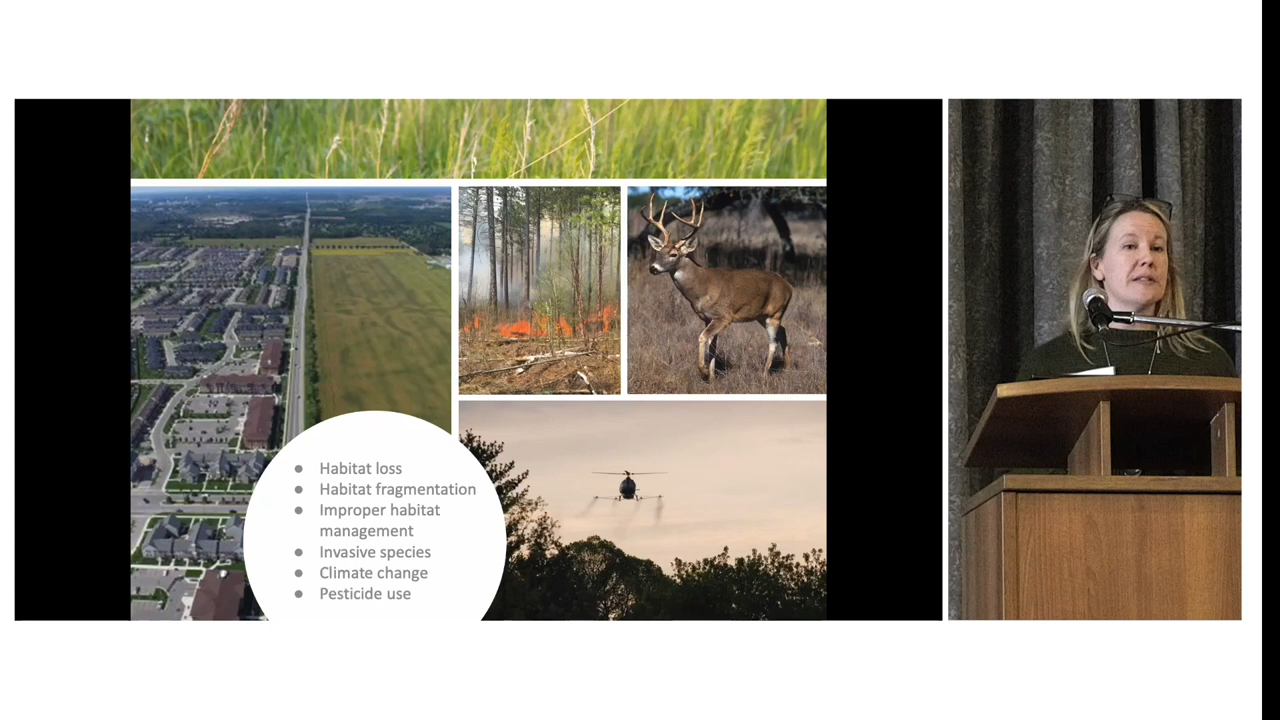 Habitat loss
Habitat fragmentation
Improper habitat
management
Invasive species
Climate change
Pesticide use